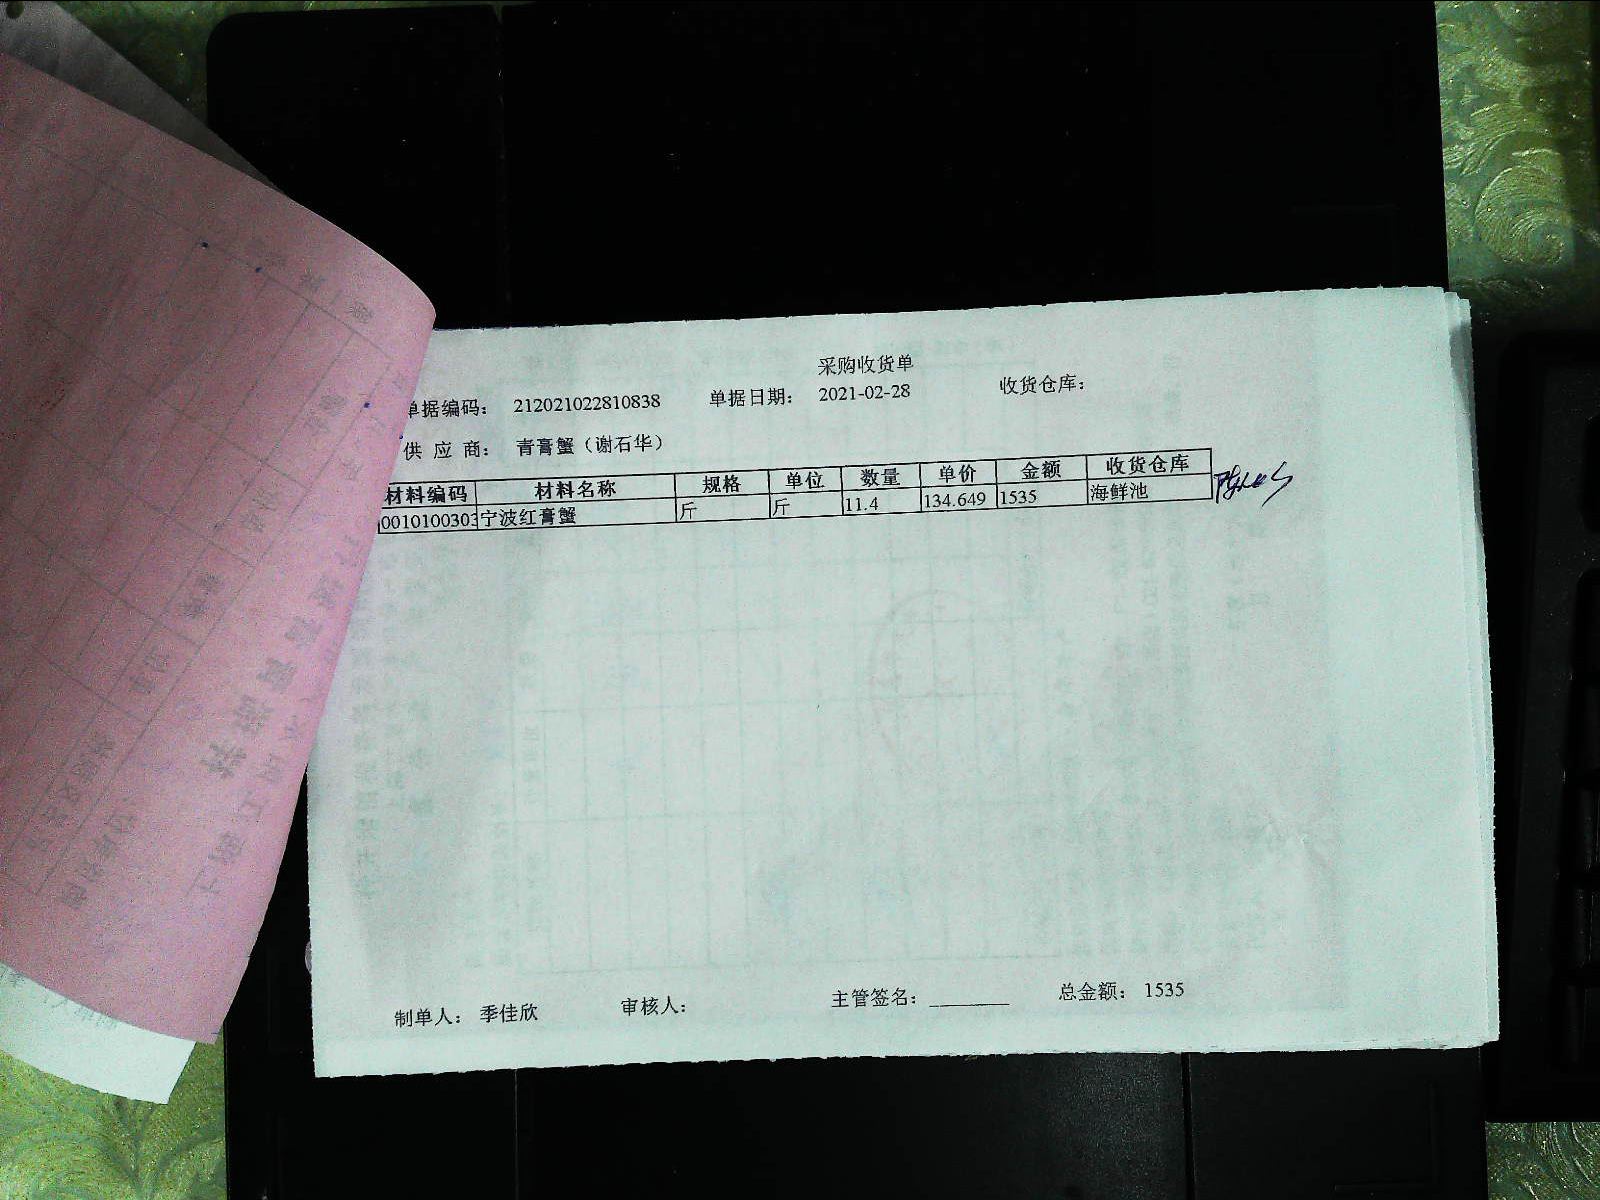 采购收货单
单据编码： 212021022810838 单据日期： 2021-02-28 收货仓库：
供 应 商： 青膏蟹（谢石华）
材料编码 材料名称 规格 单位 数量 单价 金额 收货仓库
0010100303 宁波红膏蟹 斤 斤 11.4 134.649 1535 海鲜池
制单人： 季佳欣 审核人： 主管签名：________ 总金额： 1535